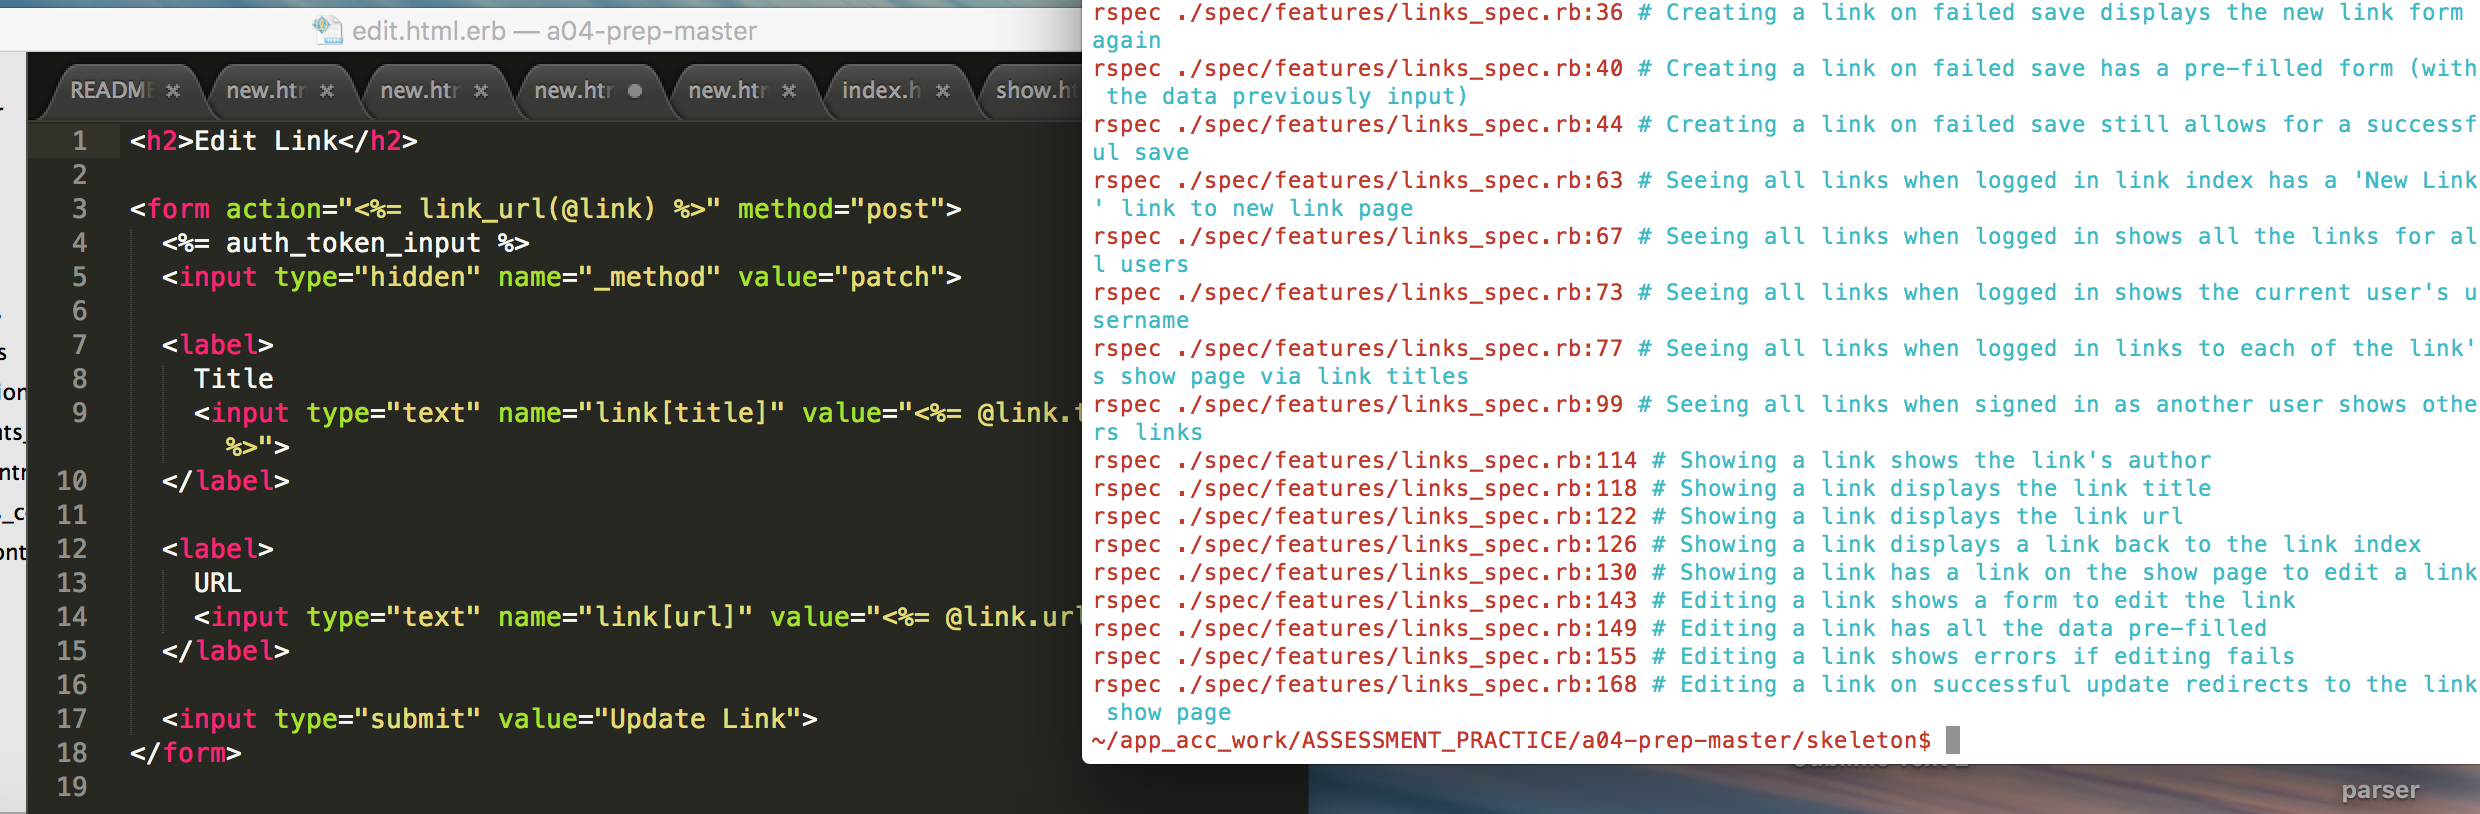 edit.html.erb — a04-prep-master
READM
new.htr
new.htr
new.htr
new.htr
index.h
show.ht
1 <h2>Edit Link</h2>
2
3 <form action="<%= link_url(@link) %>" method="post">
4 <%= auth_token_input %>
5 <input type="hidden" name="_method" value="patch">
6
7 <label>
8 Title
9 <input type="text" name="link[title]" value="<%= @link.t
%>">
10 </label>
11
12 <label>
13 URL
14 <input type="text" name="link[url]" value="<%= @link.url
15 </label>
16
17 <input type="submit" value="Update Link">
18 </form>
19
rspec ./spec/features/links_spec.rb:36 # Creating a link on failed save displays the new link form
again
rspec ./spec/features/links_spec.rb:40 # Creating a link on failed save has a pre-filled form (with
the data previously input)
rspec ./spec/features/links_spec.rb:44 # Creating a link on failed save still allows for a successf
ul save
rspec ./spec/features/links_spec.rb:63 # Seeing all links when logged in link index has a 'New Link
' link to new link page
rspec ./spec/features/links_spec.rb:67 # Seeing all links when logged in shows all the links for al
l users
rspec ./spec/features/links_spec.rb:73 # Seeing all links when logged in shows the current user's u
sername
rspec ./spec/features/links_spec.rb:77 # Seeing all links when logged in links to each of the link'
s show page via link titles
rspec ./spec/features/links_spec.rb:99 # Seeing all links when signed in as another user shows othe
rs links
rspec ./spec/features/links_spec.rb:114 # Showing a link shows the link's author
rspec ./spec/features/links_spec.rb:118 # Showing a link displays the link title
rspec ./spec/features/links_spec.rb:122 # Showing a link displays the link url
rspec ./spec/features/links_spec.rb:126 # Showing a link displays a link back to the link index
rspec ./spec/features/links_spec.rb:130 # Showing a link has a link on the show page to edit a link
rspec ./spec/features/links_spec.rb:143 # Editing a link shows a form to edit the link
rspec ./spec/features/links_spec.rb:149 # Editing a link has all the data pre-filled
rspec ./spec/features/links_spec.rb:155 # Editing a link shows errors if editing fails
rspec ./spec/features/links_spec.rb:168 # Editing a link on successful update redirects to the link
show page
~/app_acc_work/ASSESSMENT_PRACTICE/a04-prep-master/skeleton$
parser